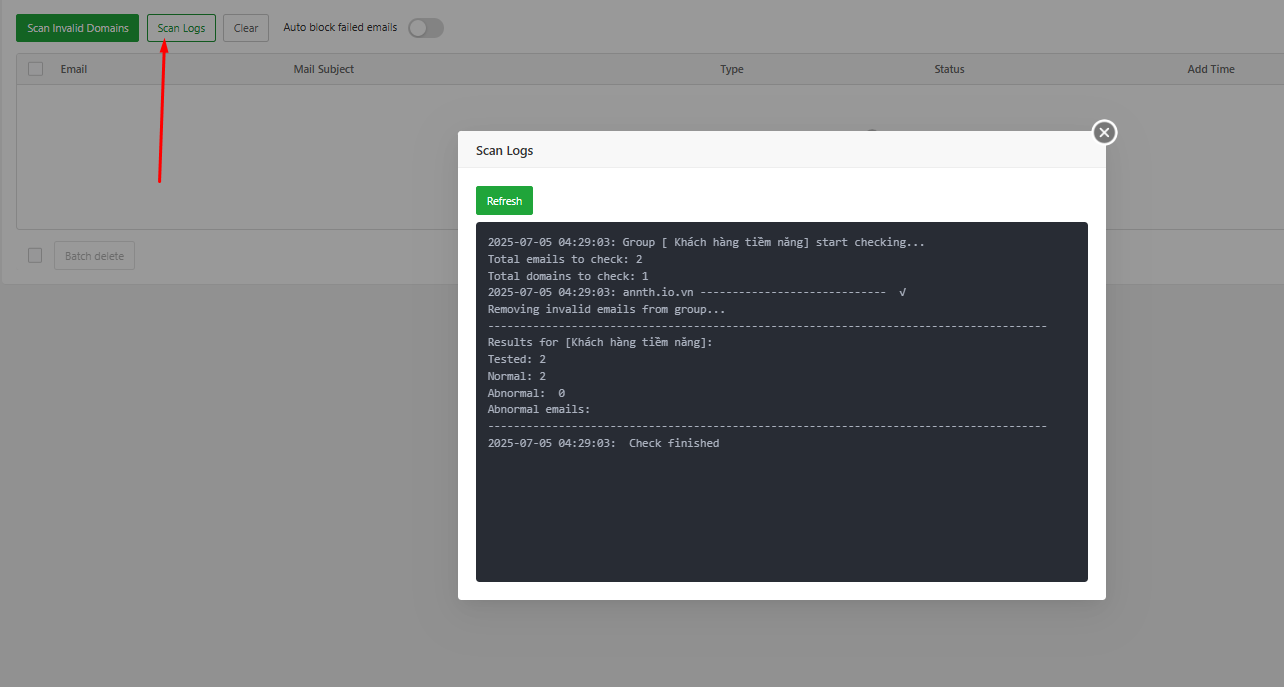 Scan Invalid Domains Scan Logs Clear Auto block failed emails
Email Mail Subject Type Status Add Time
Scan Logs
Refresh
2025-07-05 04:29:03: Group [ Khách hàng tiềm năng] start checking...
Total emails to check: 2
Total domains to check: 1
2025-07-05 04:29:03: annth.io.vn ----------------------------- √
Removing invalid emails from group...
---------------------------------------------------------------------------------------
Results for [Khách hàng tiềm năng]:
Tested: 2
Normal: 2
Abnormal:  0
Abnormal emails:
---------------------------------------------------------------------------------------
2025-07-05 04:29:03:  Check finished
Batch delete